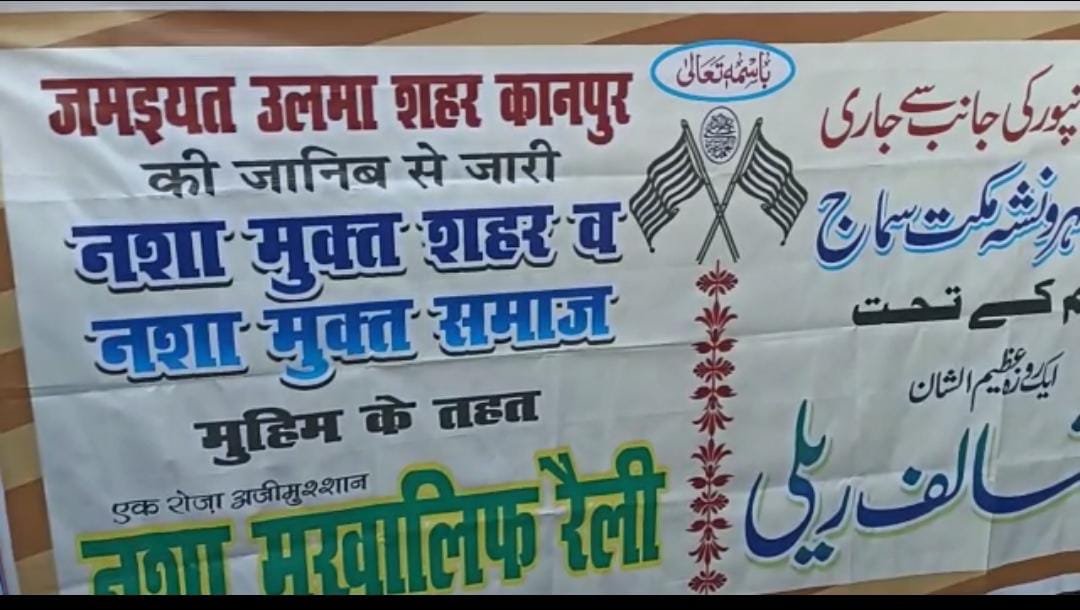 जमइयत उलमा शहर कानपुर
की जानिब से जारी
नशा मुक्त शहर व
नशा मुक्त समाज
मुहिम के तहत
एक रोज़ा अज़ीमुश्शान
नशा मुखालिफ रैली
باسمہ تعالیٰ
نپور کی جانب سے جاری
ہر و نشہ مکت سماج
م کے تحت
ایک روزہ عظیم الشان
خالف ریلی